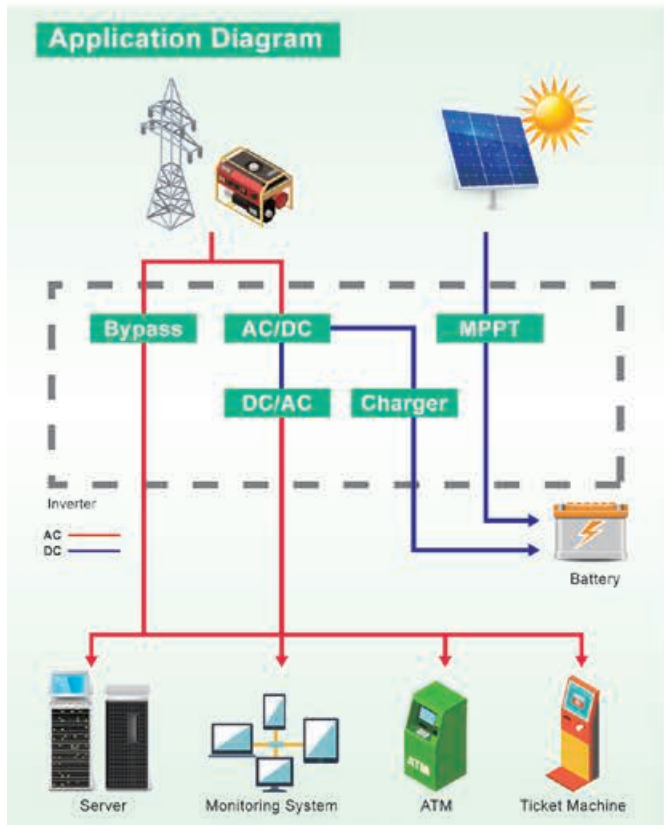 Application Diagram
Bypass
AC/DC
MPPT
DC/AC
Charger
Inverter
AC
DC
Battery
ATM
Server
Monitoring System
ATM
Ticket Machine